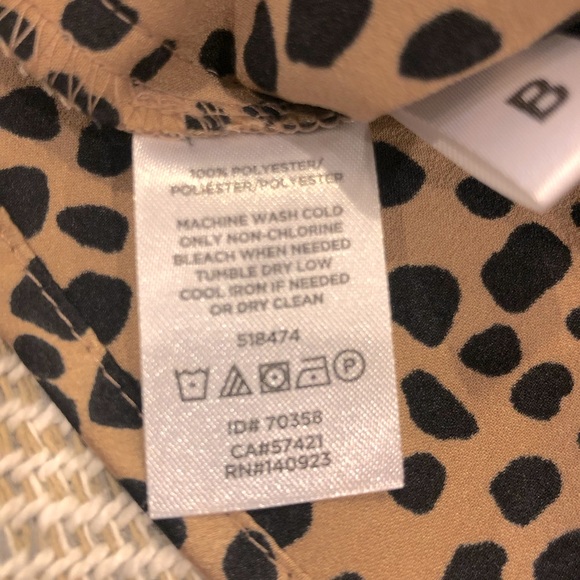 B
100% POLYESTER/
POLIÉSTER/POLYESTER
MACHINE WASH COLD
ONLY NON-CHLORINE
BLEACH WHEN NEEDED
TUMBLE DRY LOW
COOL IRON IF NEEDED
OR DRY CLEAN
518474
P
ID# 70358
CA#57421
RN#140923